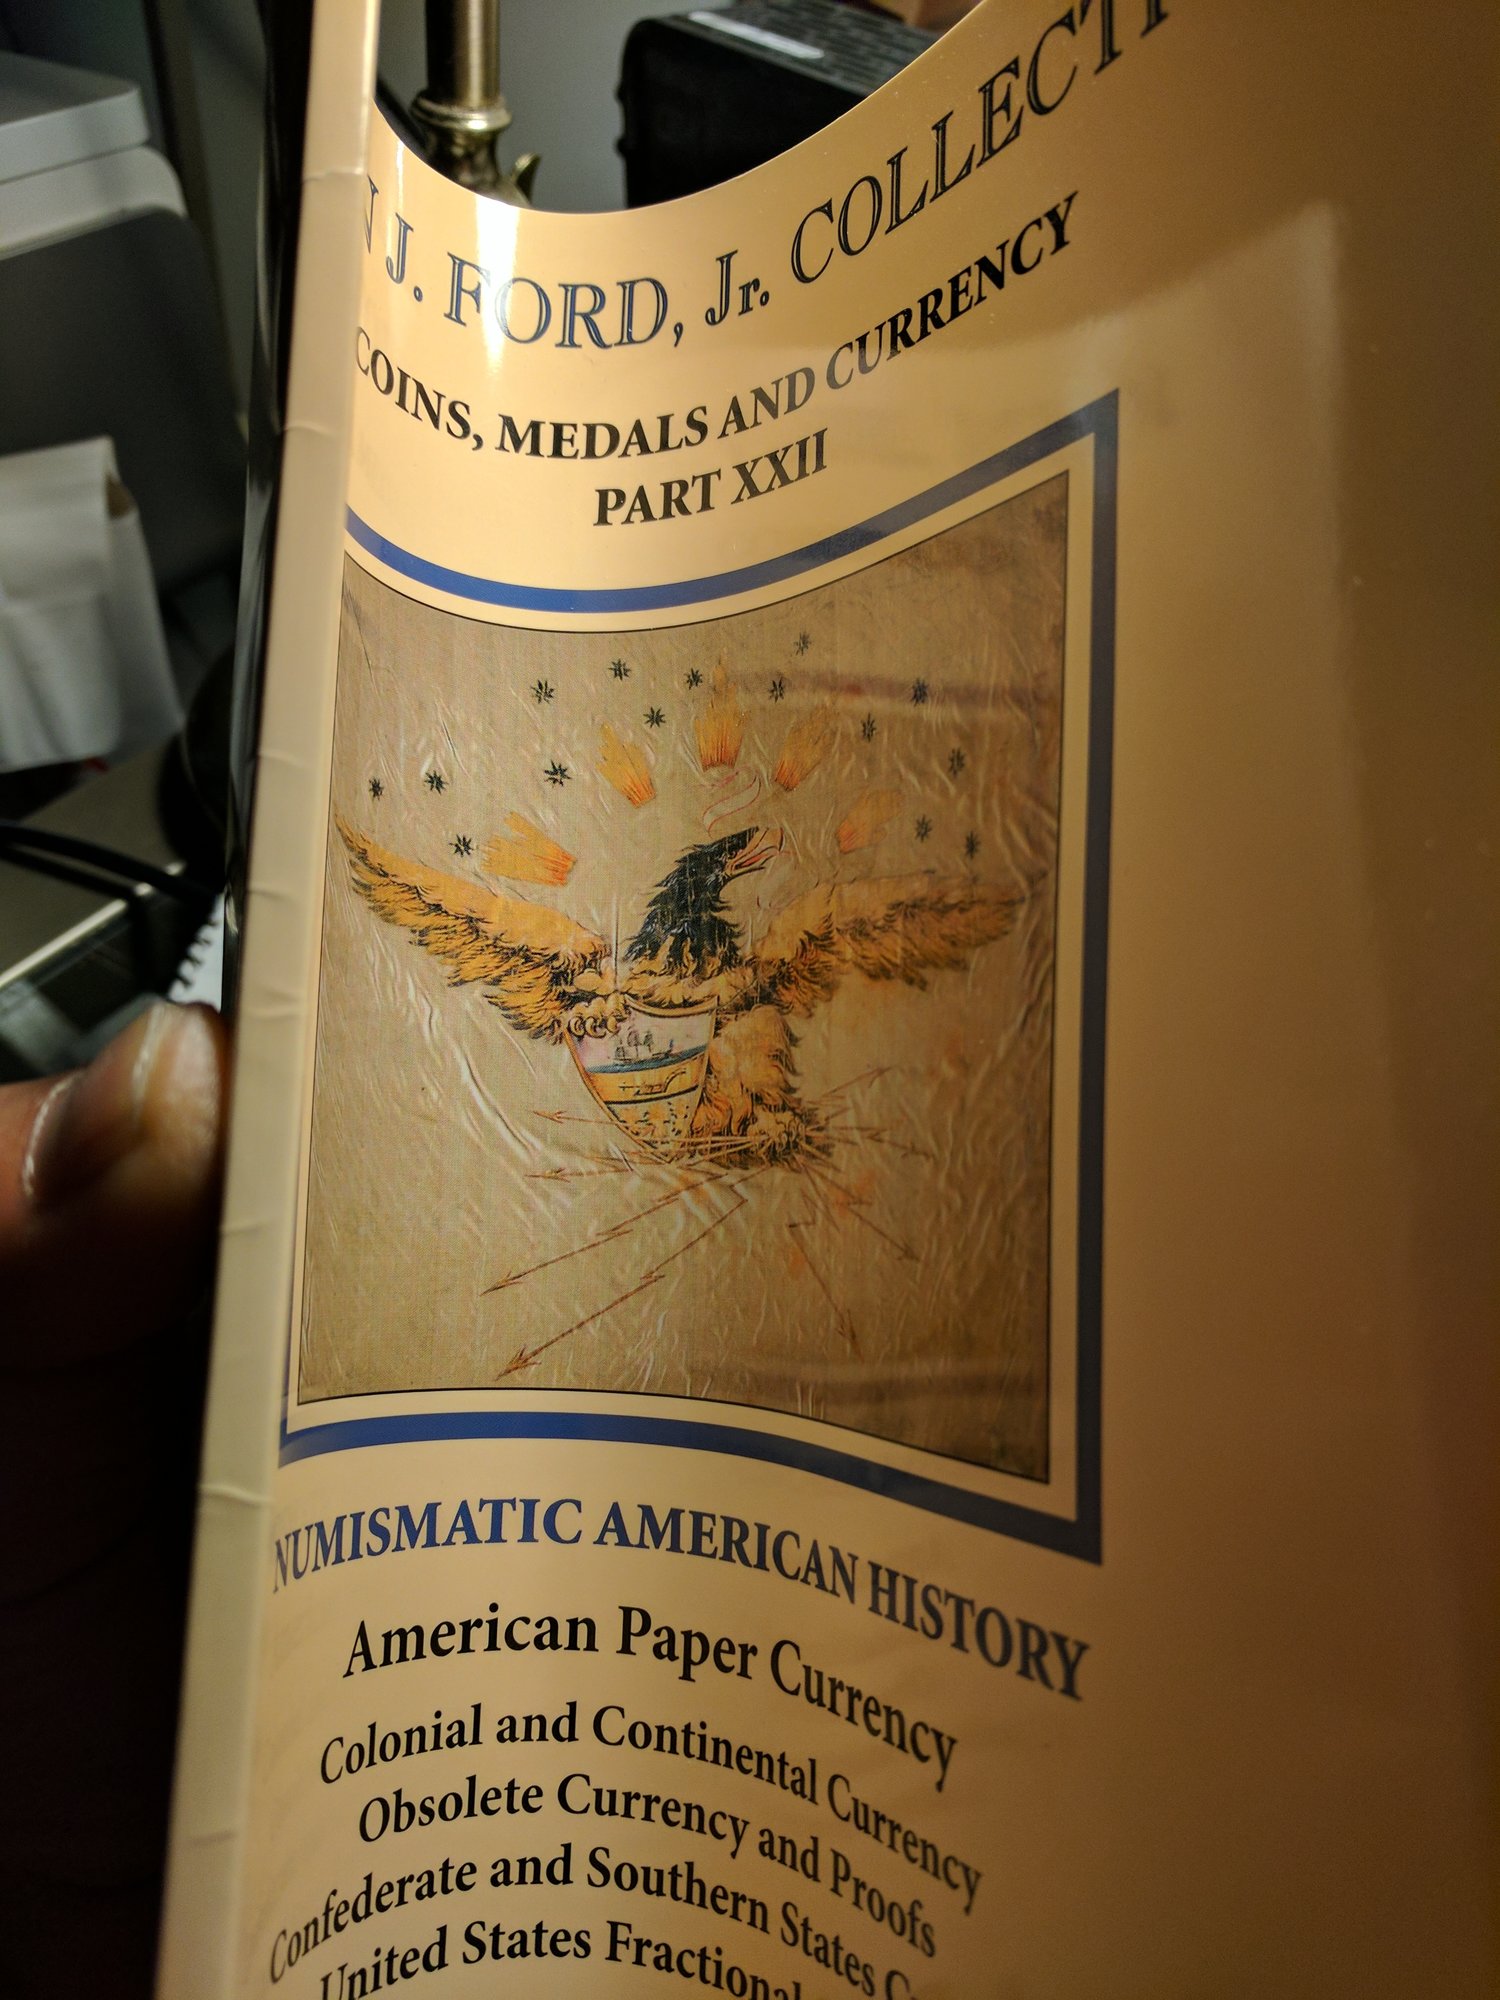 N J. FORD, Jr. COLLECTI
COINS, MEDALS AND CURRENCY
PART XXII
NUMISMATIC AMERICAN HISTORY
American Paper Currency
Colonial and Continental Currency
Obsolete Currency and Proofs
Confederate and Southern States C
United States Fractional